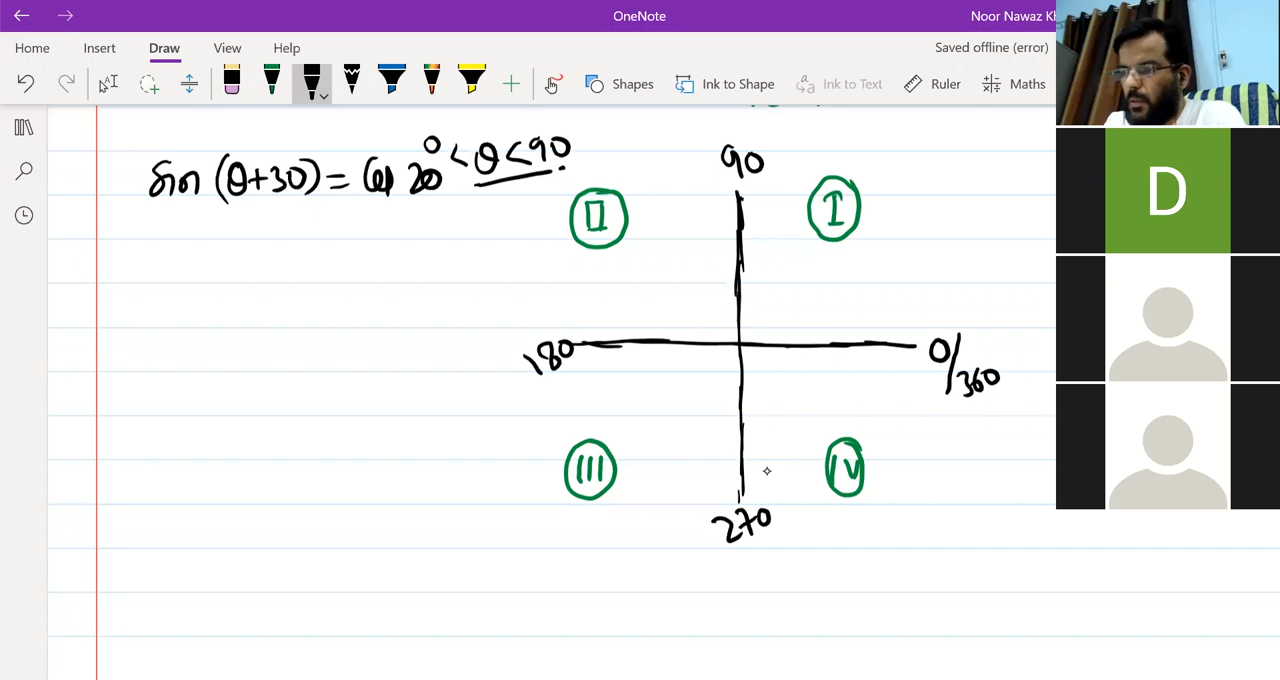 OneNote
Noor Nawaz Kh
Home Insert Draw View Help
Saved offline (error)
Shapes Ink to Shape Ink to Text Ruler Maths
Sin (θ+30) = Cos 20 0 < θ < 90
90
II
I
180
0/360
III
IV
270
D